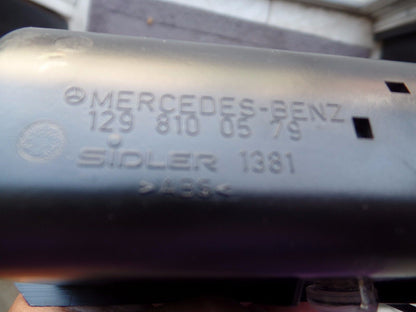 MERCEDES-BENZ
129 810 05 79
SiDLER 1381
>ABS<